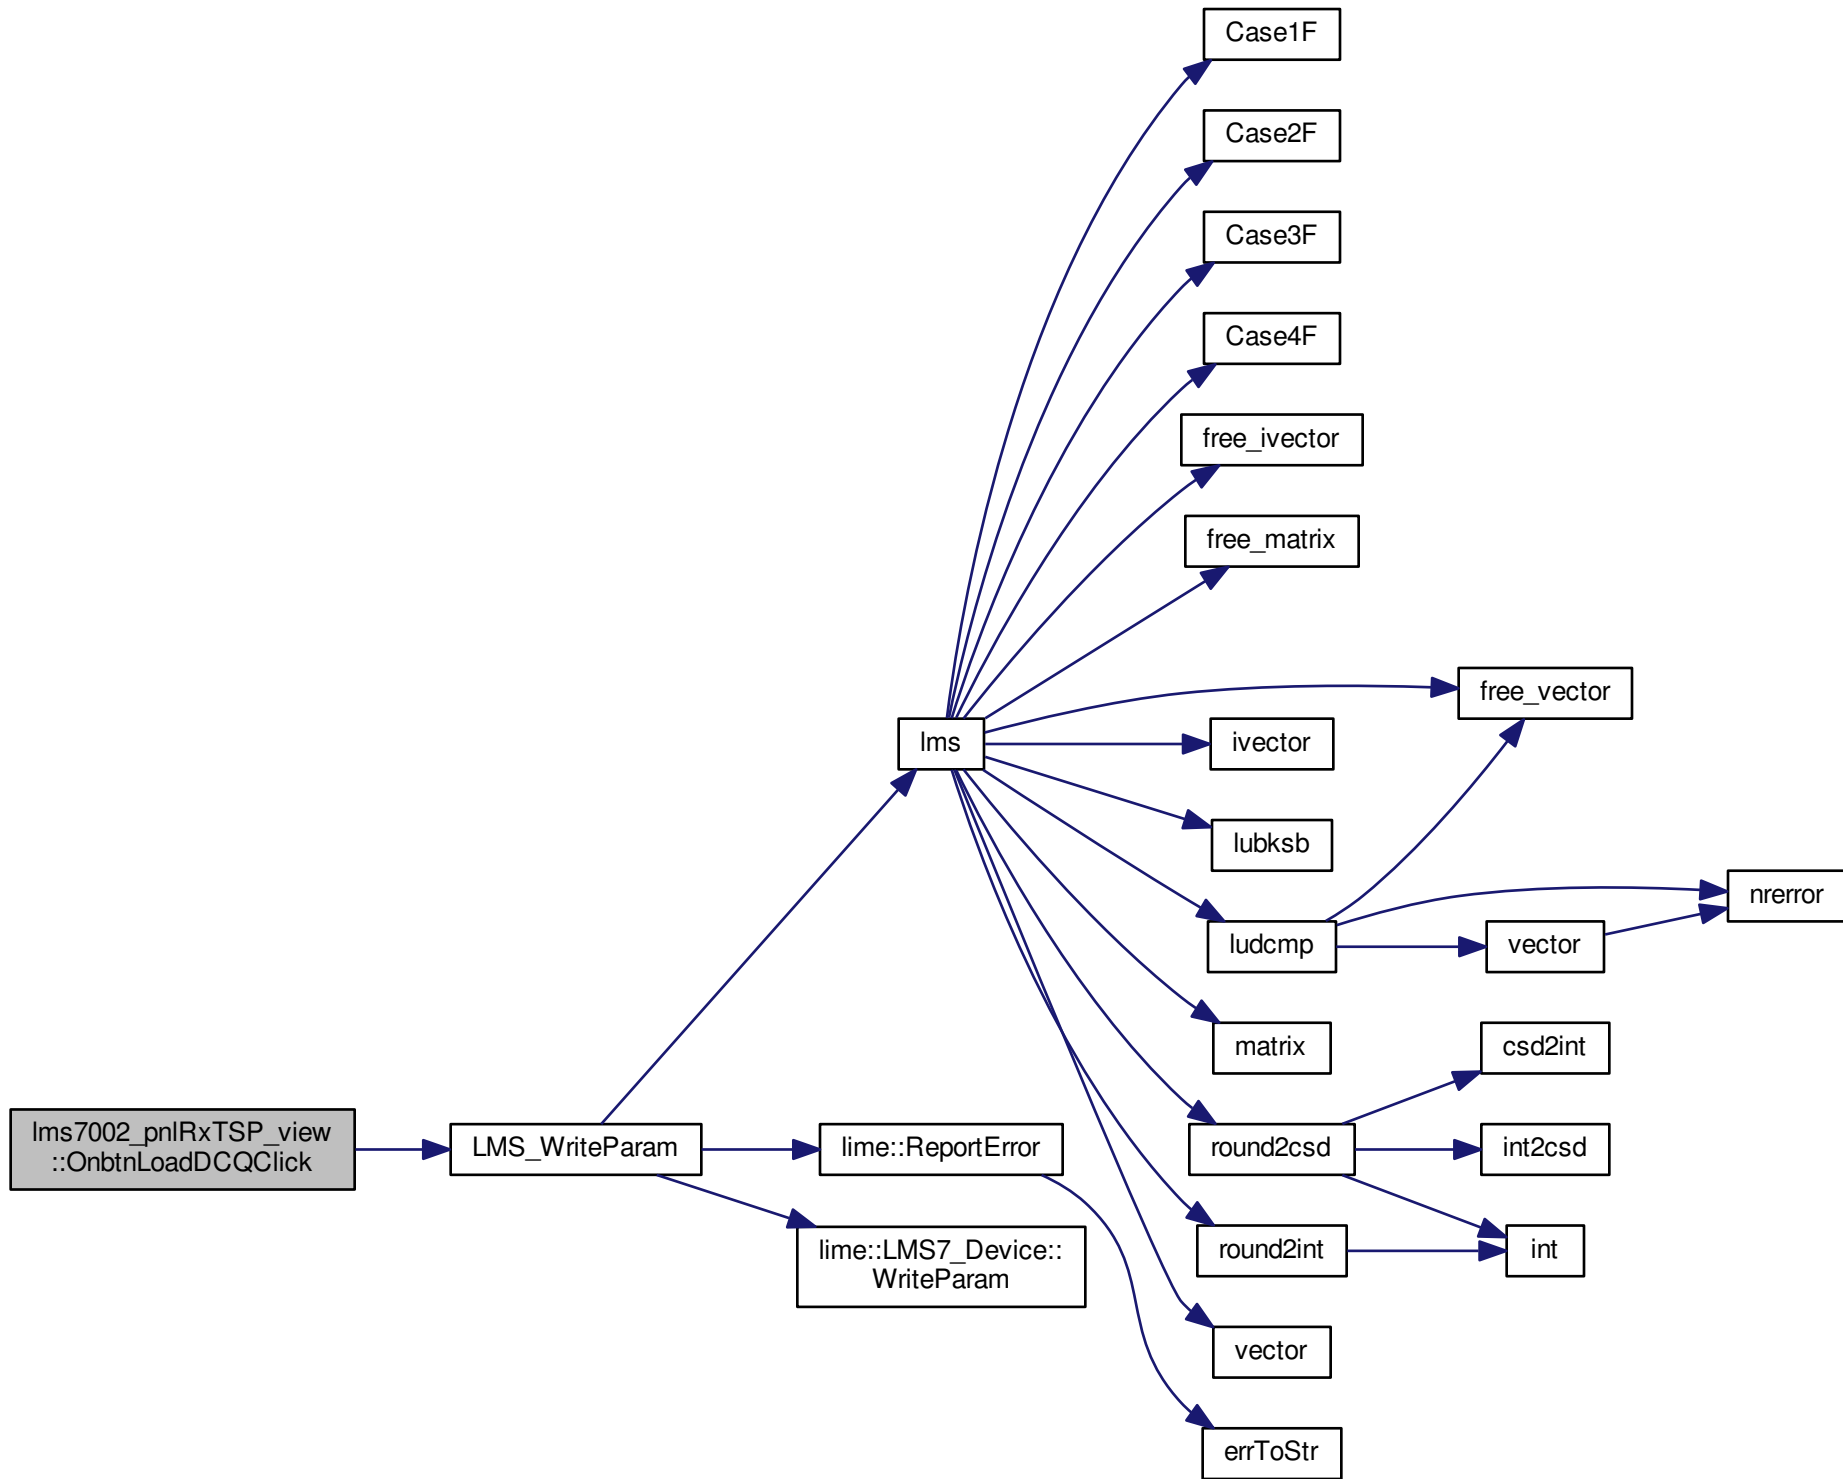 Case1F
Case2F
Case3F
Case4F
free_ivector
free_matrix
free_vector
lms
ivector
lubksb
nrerror
ludcmp
vector
matrix
csd2int
lms7002_pnlRxTSP_view
::OnbtnLoadDCQClick
LMS_WriteParam
lime::ReportError
round2csd
int2csd
lime::LMS7_Device::
WriteParam
round2int
int
vector
errToStr